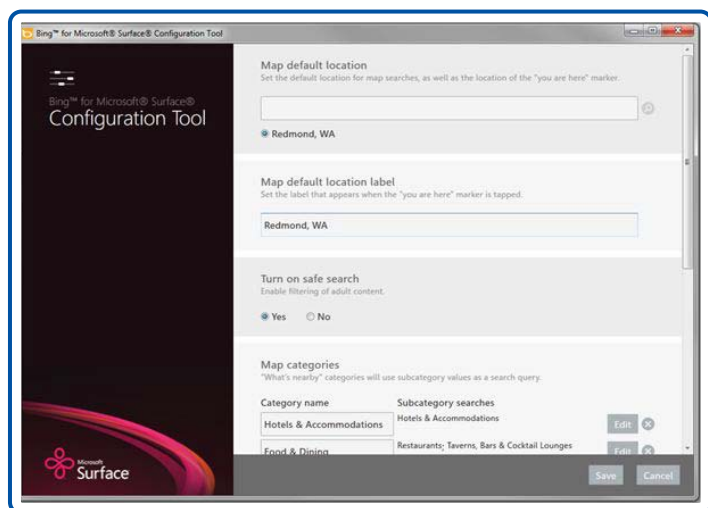 Bing™ for Microsoft® Surface® Configuration Tool
Bing™ for Microsoft® Surface®
Configuration Tool
Map default location
Set the default location for map searches, as well as the location of the "you are here" marker.
Redmond, WA
Map default location label
Set the label that appears when the "you are here" marker is tapped.
Redmond, WA
Turn on safe search
Enable filtering of adult content.
Yes No
Map categories
"What's nearby" categories will use subcategory values as a search query.
Category name Subcategory searches
Hotels & Accommodations Hotels & Accommodations Edit
Food & Dining Restaurants; Taverns, Bars & Cocktail Lounges Edit
Microsoft
Surface
Save Cancel